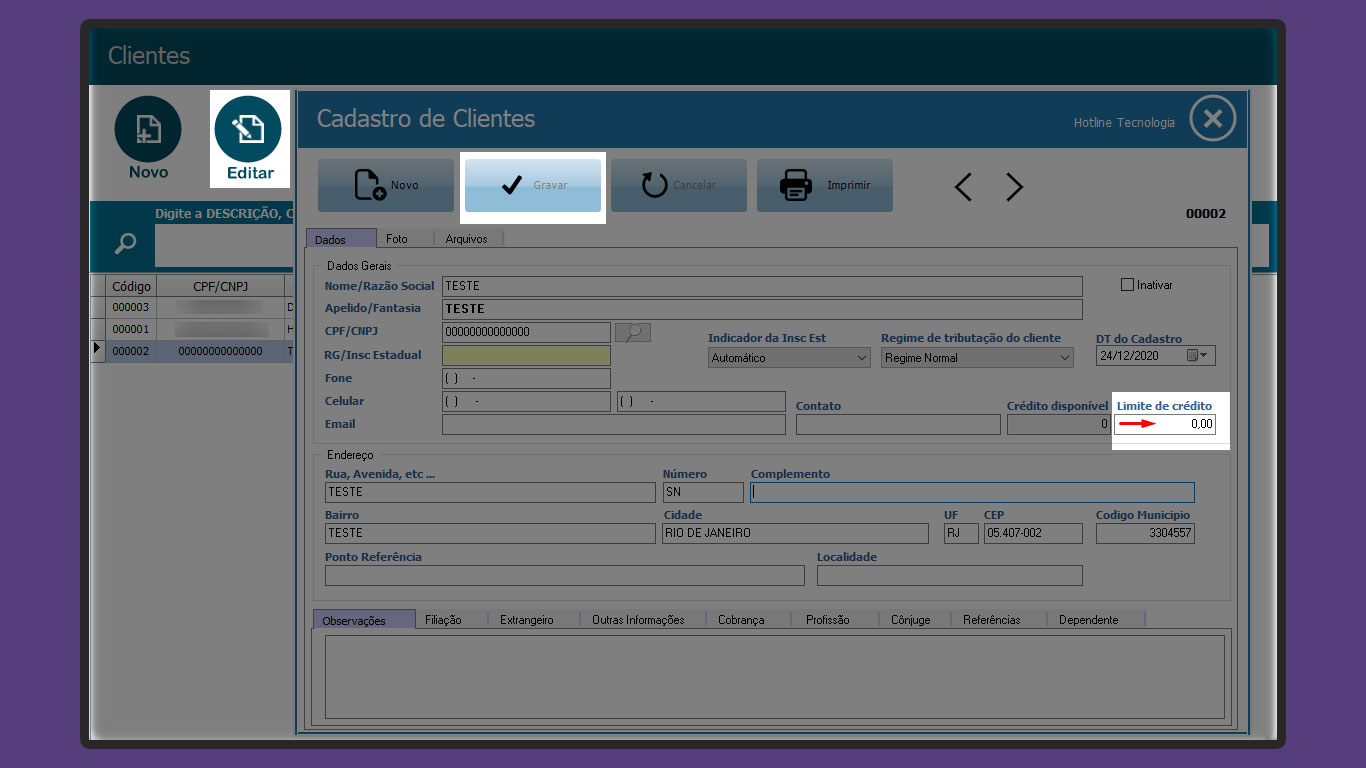 Clientes
Novo
Editar
Digite a DESCRIÇÃO, C
Código CPF/CNPJ
000003 D
000001 H
000002 00000000000000 T
Cadastro de Clientes
Hotline Tecnologia
Novo Gravar Cancelar Imprimir
00002
Dados Foto Arquivos
Dados Gerais
Nome/Razão Social TESTE Inativar
Apelido/Fantasia TESTE
CPF/CNPJ 00000000000000
Indicador da Insc Est Regime de tributação do cliente DT do Cadastro
RG/Insc Estadual Automático Regime Normal 24/12/2020
Fone ( ) -
Celular ( ) - ( ) -
Contato Crédito disponível Limite de crédito
Email 0 0,00
Endereço
Rua, Avenida, etc ... Número Complemento
TESTE SN
Bairro Cidade UF CEP Codigo Municipio
TESTE RIO DE JANEIRO RJ 05.407-002 3304557
Ponto Referência Localidade
Observações Filiação Extrangeiro Outras Informações Cobrança Profissão Cônjuge Referências Dependente